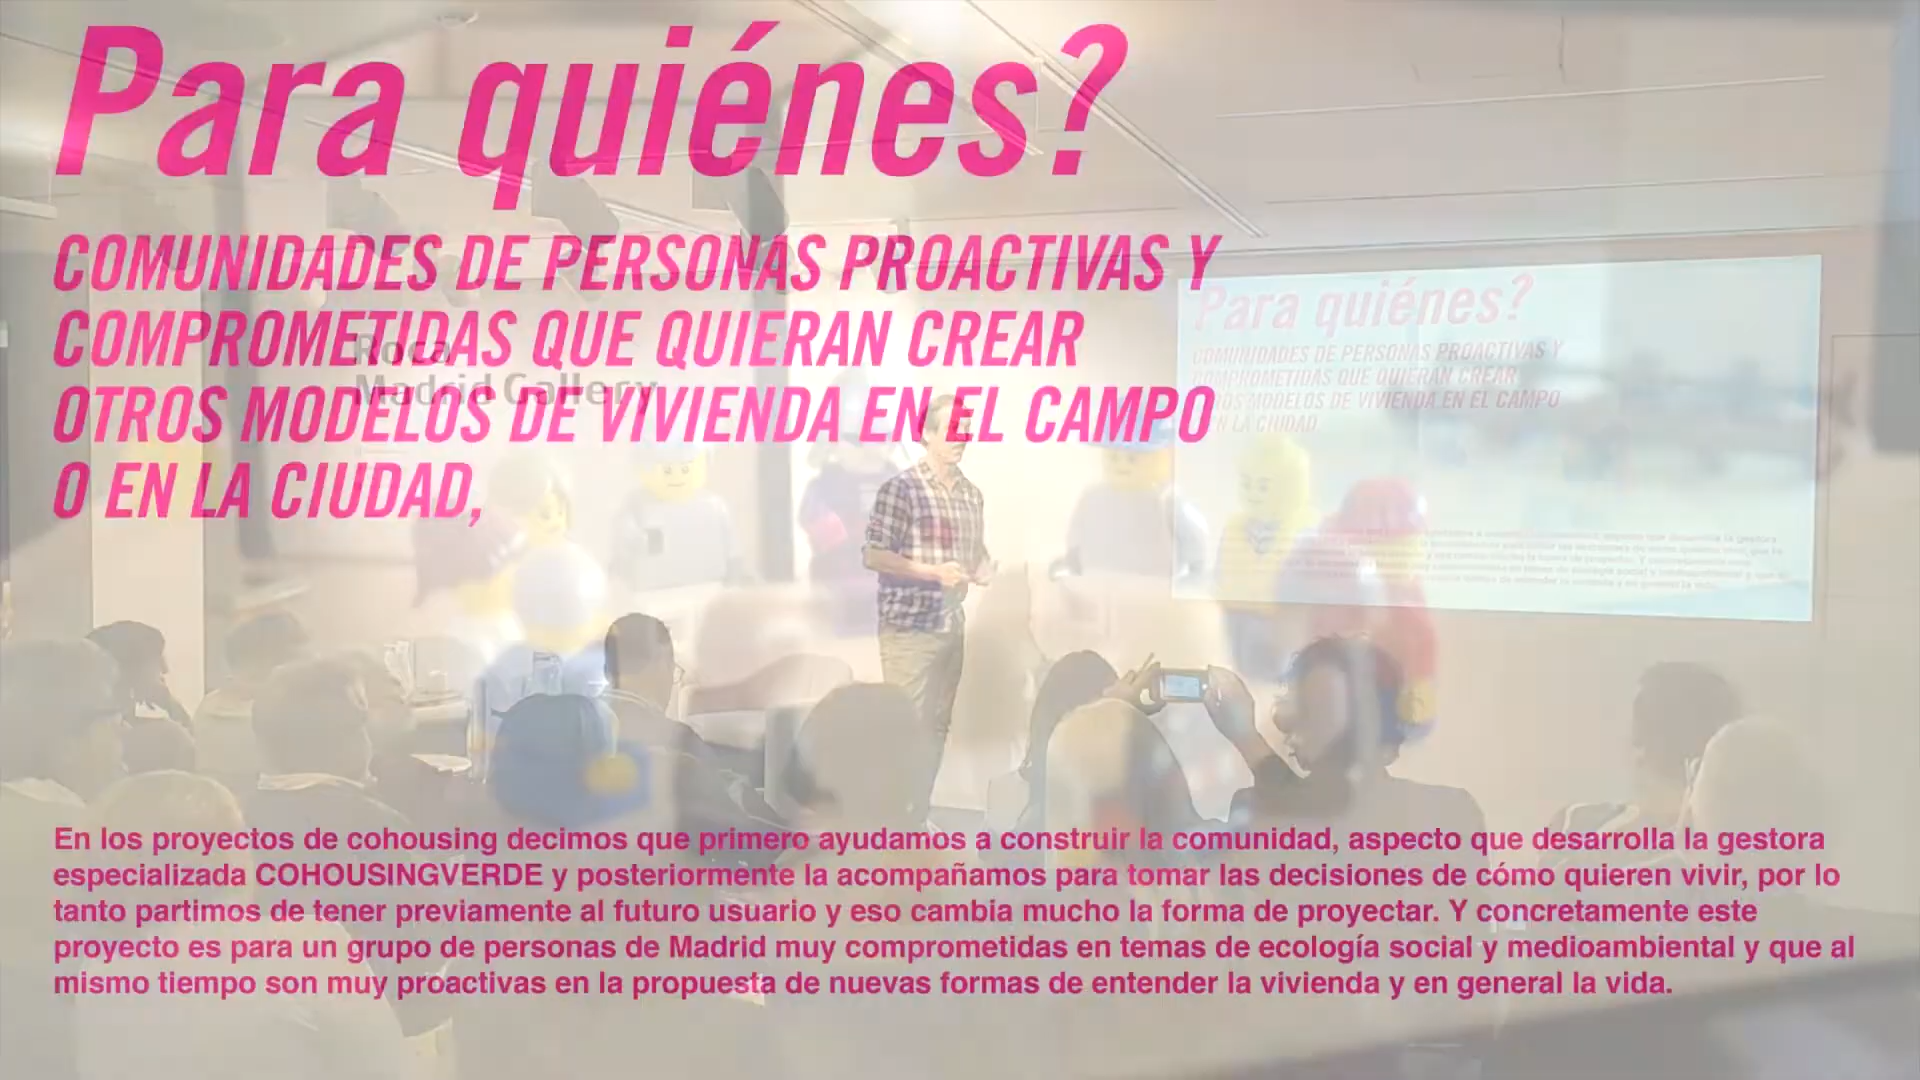 Para quiénes?
COMUNIDADES DE PERSONAS PROACTIVAS Y
COMPROMETIDAS QUE QUIERAN CREAR
OTROS MODELOS DE VIVIENDA EN EL CAMPO
O EN LA CIUDAD,
Roca
Madrid Gallery
Para quiénes?
COMUNIDADES DE PERSONAS PROACTIVAS Y
COMPROMETIDAS QUE QUIERAN CREAR
OTROS MODELOS DE VIVIENDA EN EL CAMPO
EN LA CIUDAD
En los proyectos de cohousing decimos que primero ayudamos a construir la comunidad, aspecto que desarrolla la gestora
especializada COHOUSINGVERDE y posteriormente la acompañamos para tomar las decisiones de cómo quieren vivir, por lo
tanto partimos de tener previamente al futuro usuario y eso cambia mucho la forma de proyectar. Y concretamente este
proyecto es para un grupo de personas de Madrid muy comprometidas en temas de ecología social y medioambiental y que al
mismo tiempo son muy proactivas en la propuesta de nuevas formas de entender la vivienda y en general la vida.